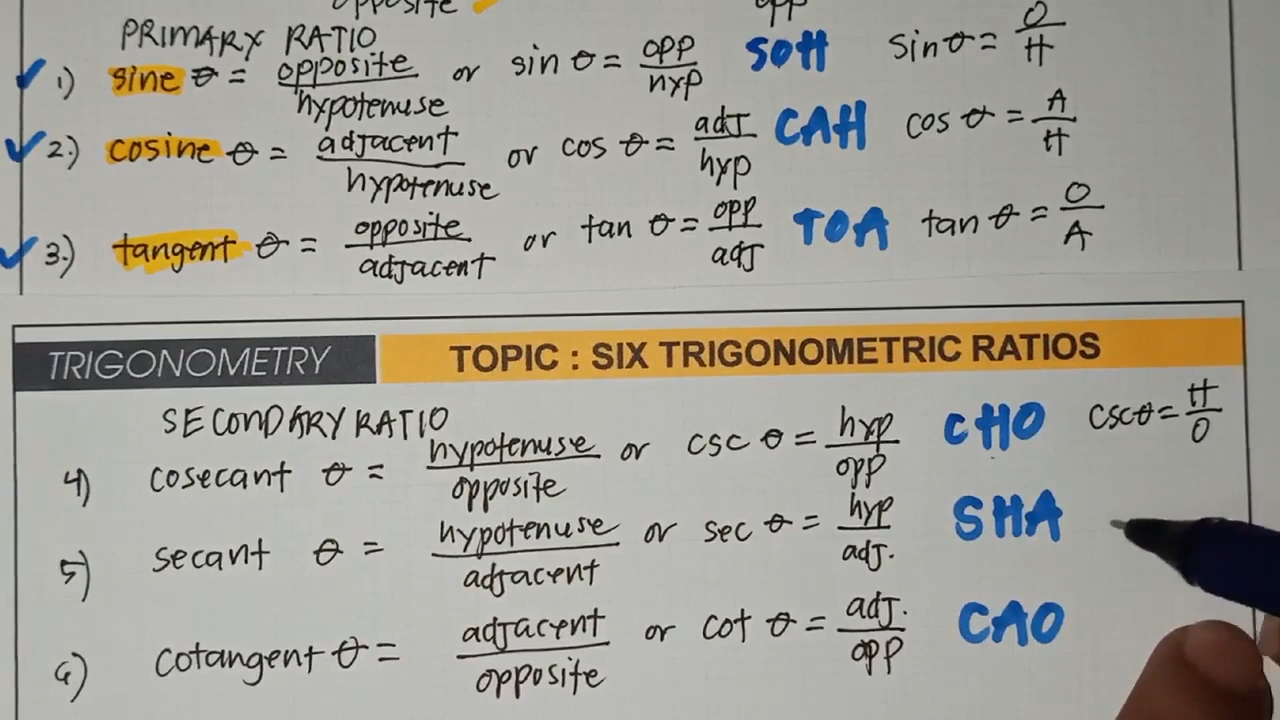 opposite opp
PRIMARY RATIO
1) sine θ = opposite/hypotenuse or sin θ = opp/hyp SOH sin θ = O/H
2.) cosine θ = adjacent/hypotenuse or cos θ = adj/hyp CAH cos θ = A/H
3.) tangent θ = opposite/adjacent or tan θ = opp/adj TOA tan θ = O/A
TRIGONOMETRY TOPIC : SIX TRIGONOMETRIC RATIOS
SECONDARY RATIO
4) cosecant θ = hypotenuse/opposite or csc θ = hyp/opp CHO cscθ = H/O
5) secant θ = hypotenuse/adjacent or sec θ = hyp/adj. SHA
6) cotangent θ = adjacent/opposite or cot θ = adj./opp CAO